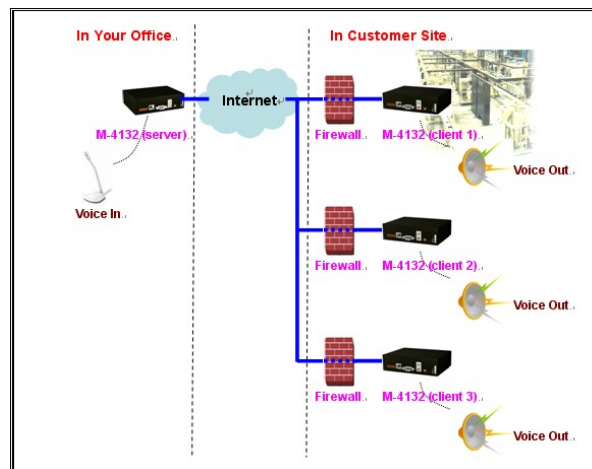 In Your Office
In Customer Site
Internet
M-4132 (server)
Voice In
Firewall
M-4132 (client 1)
Voice Out
Firewall
M-4132 (client 2)
Voice Out
Firewall
M-4132 (client 3)
Voice Out